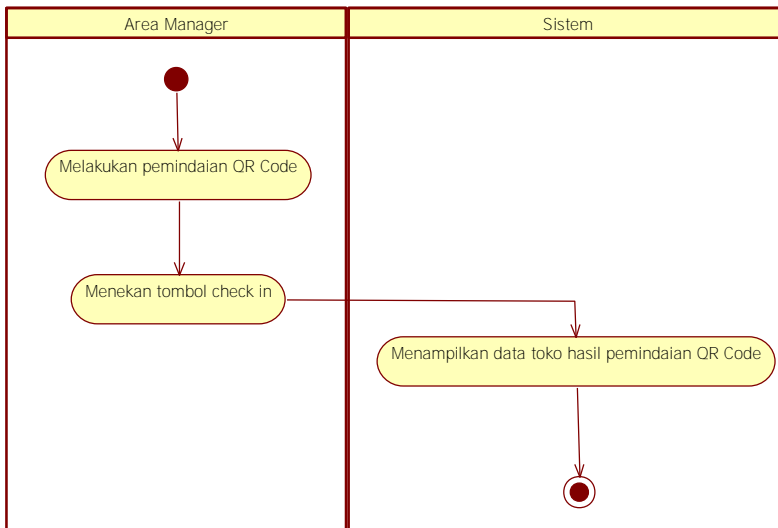 Area Manager
Sistem
Melakukan pemindaian QR Code
Menekan tombol check in
Menampilkan data toko hasil pemindaian QR Code